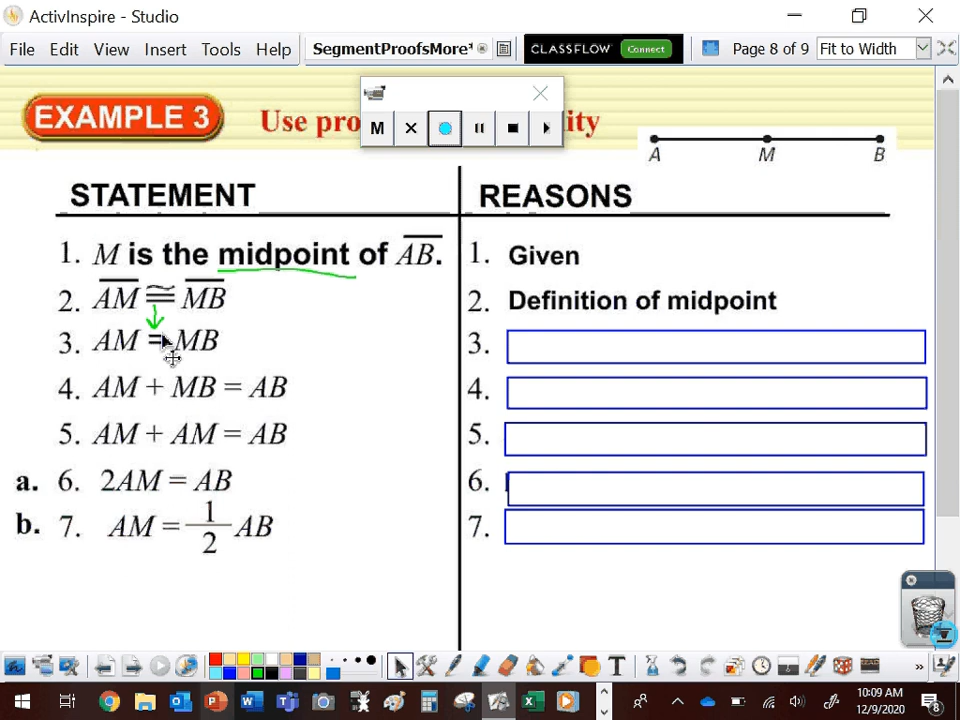 ActivInspire - Studio
File Edit View Insert Tools Help SegmentProofsMore* CLASSFLOW Connect Page 8 of 9 Fit to Width
EXAMPLE 3 Use pro ity
M
A M B
STATEMENT REASONS
1. M is the midpoint of A͞B. 1. Given
2. A͞M ≅ M͞B 2. Definition of midpoint
3. AM = MB 3.
4. AM + MB = AB 4.
5. AM + AM = AB 5.
a. 6. 2AM = AB 6.
b. 7. AM = 1/2 AB 7.
10:09 AM
12/9/2020
8